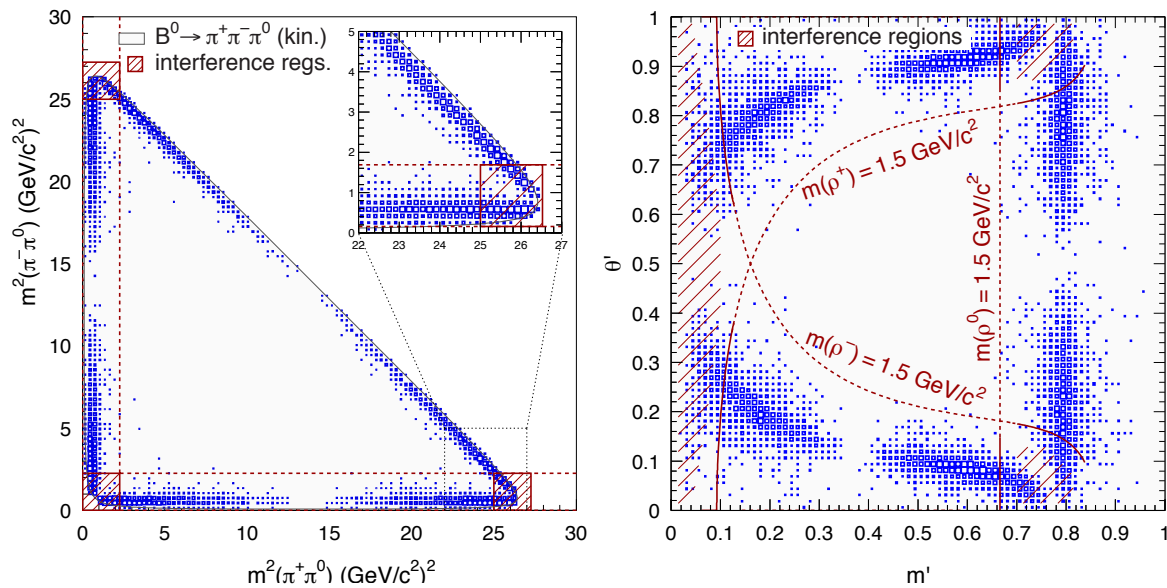 B⁰→ π⁺π⁻π⁰ (kin.)
interference regs.
30
25
20
15
10
5
0
m²(π⁻π⁰) (GeV/c²)²
0 5 10 15 20 25 30
m²(π⁺π⁰) (GeV/c²)²
5
4
3
2
1
0
22 23 24 25 26 27
interference regions
1
0.9
0.8
0.7
0.6
0.5
0.4
0.3
0.2
0.1
0
θ'
m(ρ⁺) = 1.5 GeV/c²
m(ρ⁰) = 1.5 GeV/c²
m(ρ⁻) = 1.5 GeV/c²
0 0.1 0.2 0.3 0.4 0.5 0.6 0.7 0.8 0.9 1
m'